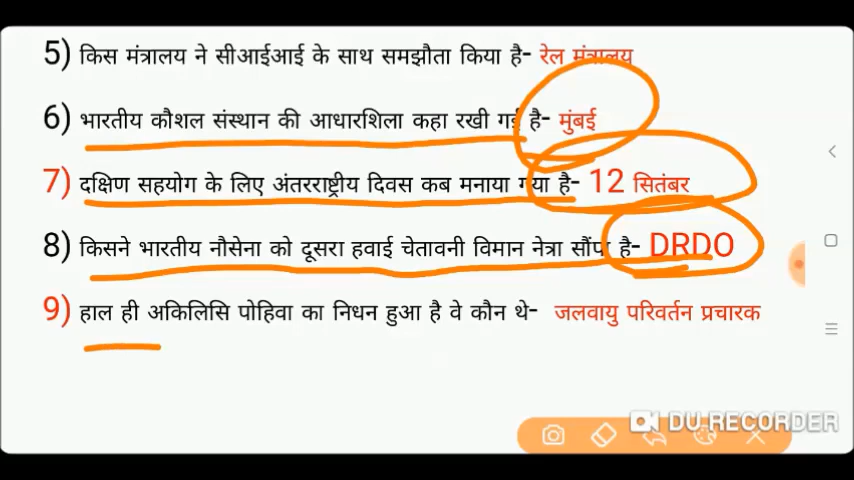 5) किस मंत्रालय ने सीआईआई के साथ समझौता किया है- रेल मंत्रालय
6) भारतीय कौशल संस्थान की आधारशिला कहा रखी गई है- मुंबई
7) दक्षिण सहयोग के लिए अंतरराष्ट्रीय दिवस कब मनाया गया है- 12 सितंबर
8) किसने भारतीय नौसेना को दूसरा हवाई चेतावनी विमान नेत्रा सौंपा है- DRDO
9) हाल ही अकिलिसि पोहिवा का निधन हुआ है वे कौन थे- जलवायु परिवर्तन प्रचारक
DU RECORDER